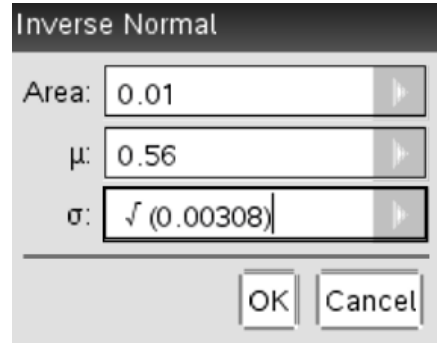 Inverse Normal
Area: 0.01
μ: 0.56
σ: √(0.00308)
OK Cancel